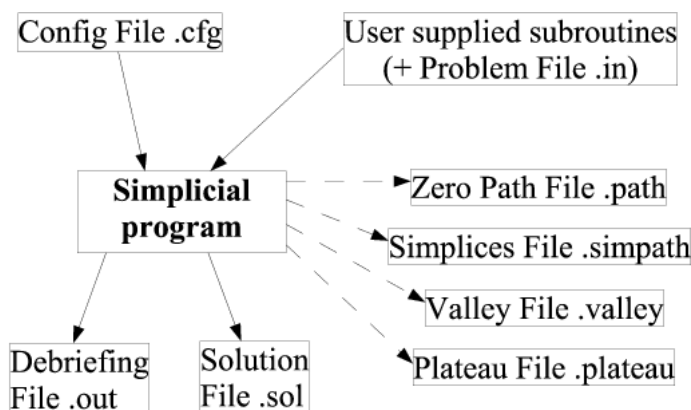 Config File .cfg
User supplied subroutines
(+ Problem File .in)
Simplicial
program
Zero Path File .path
Simplices File .simpath
Valley File .valley
Plateau File .plateau
Debriefing
File .out
Solution
File .sol